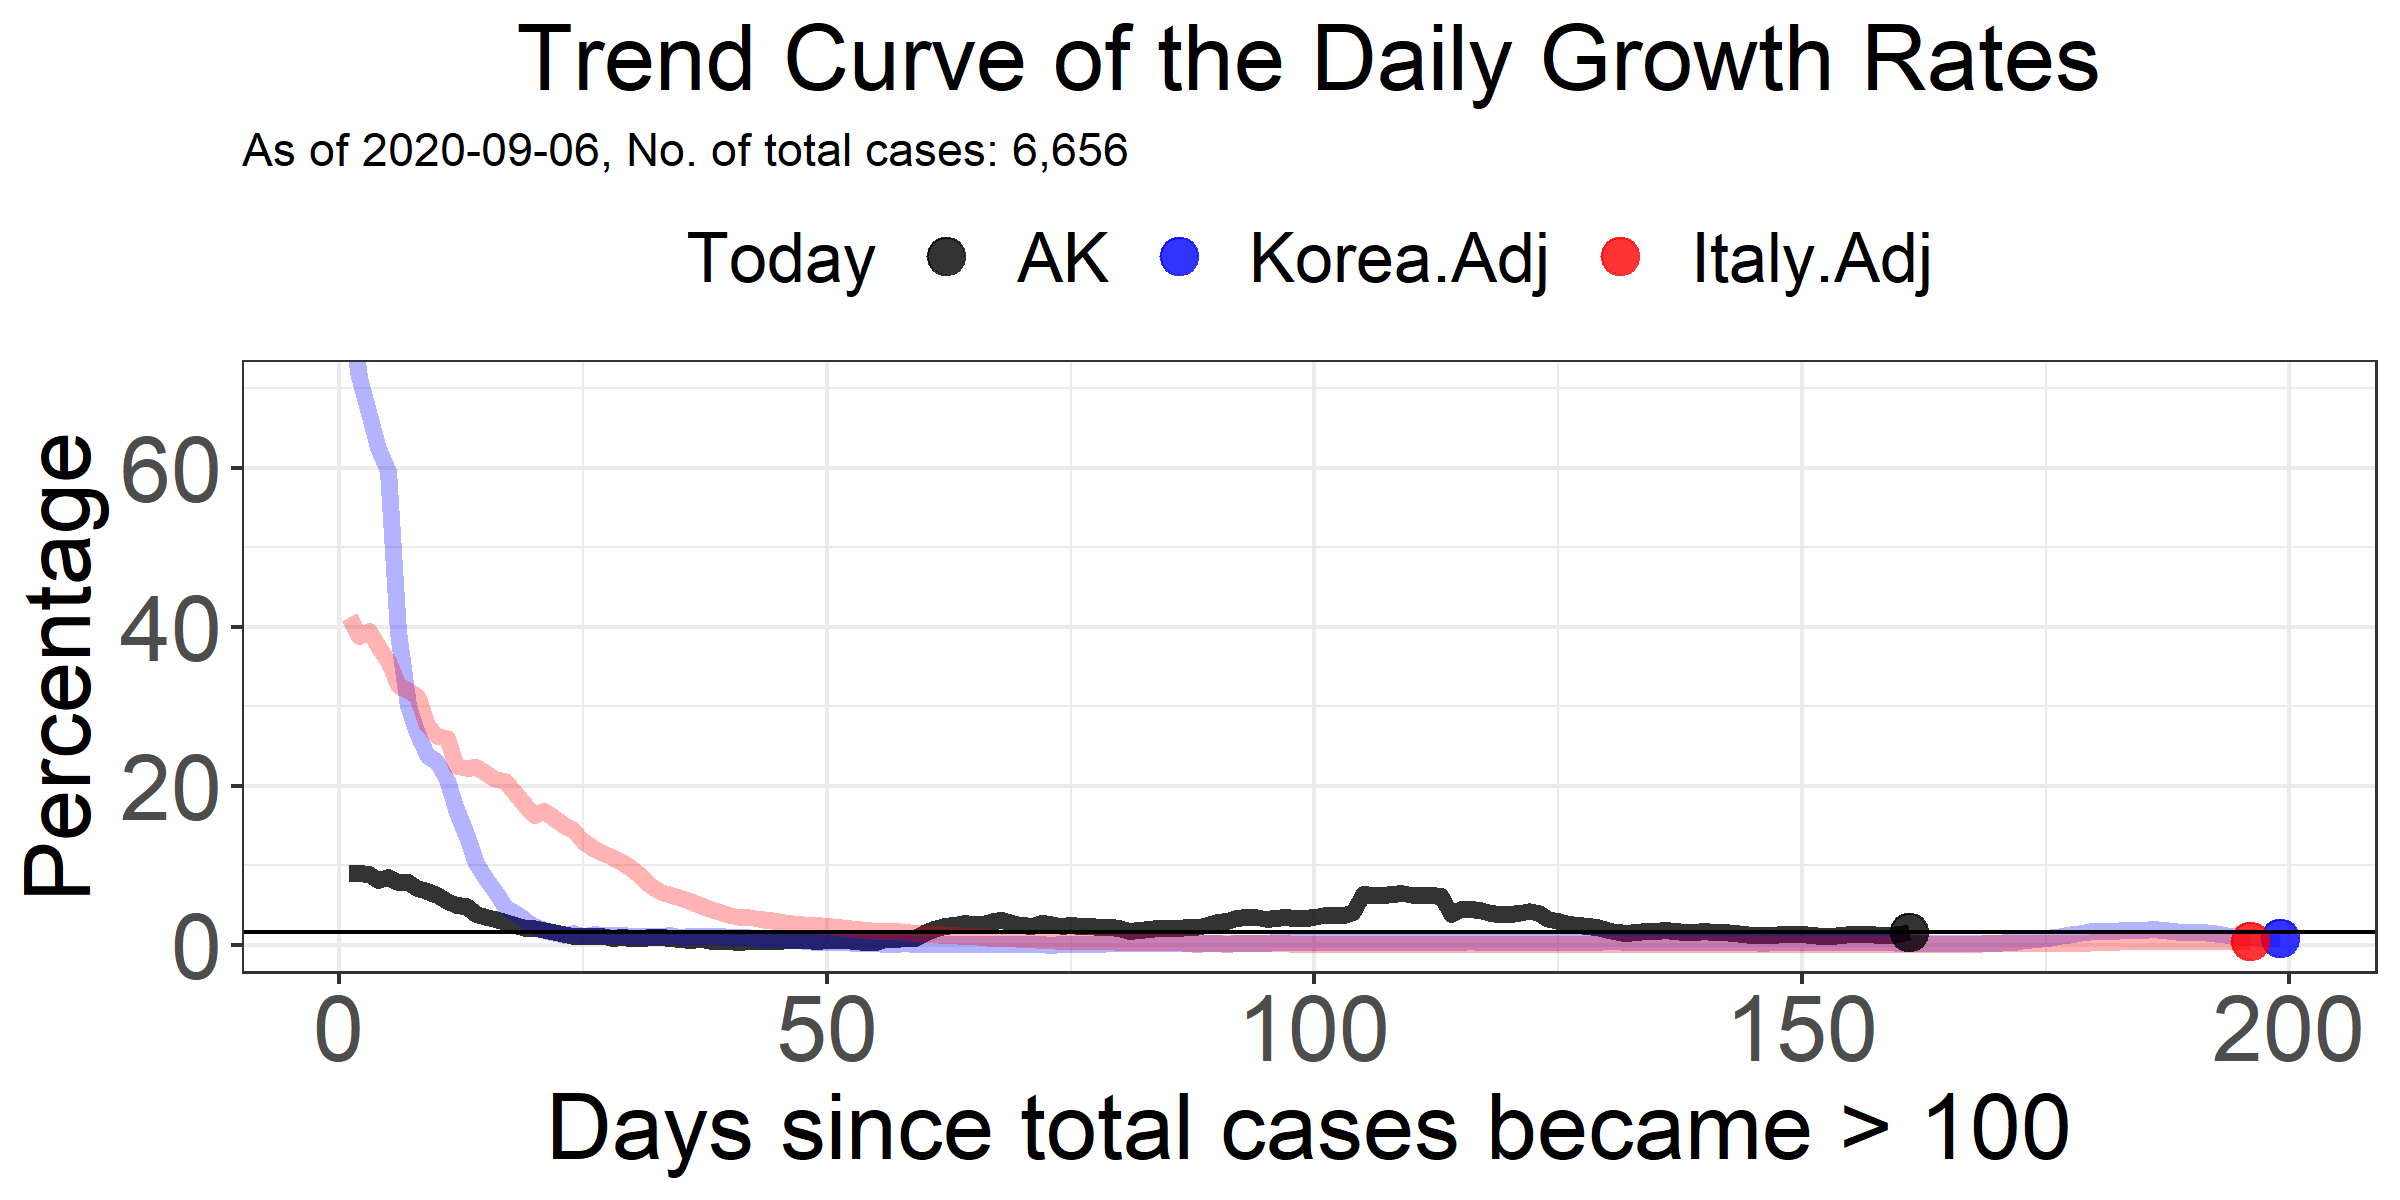 Trend Curve of the Daily Growth Rates
As of 2020-09-06, No. of total cases: 6,656
Today AK Korea.Adj Italy.Adj
Percentage
60
40
20
0
0 50 100 150 200
Days since total cases became > 100